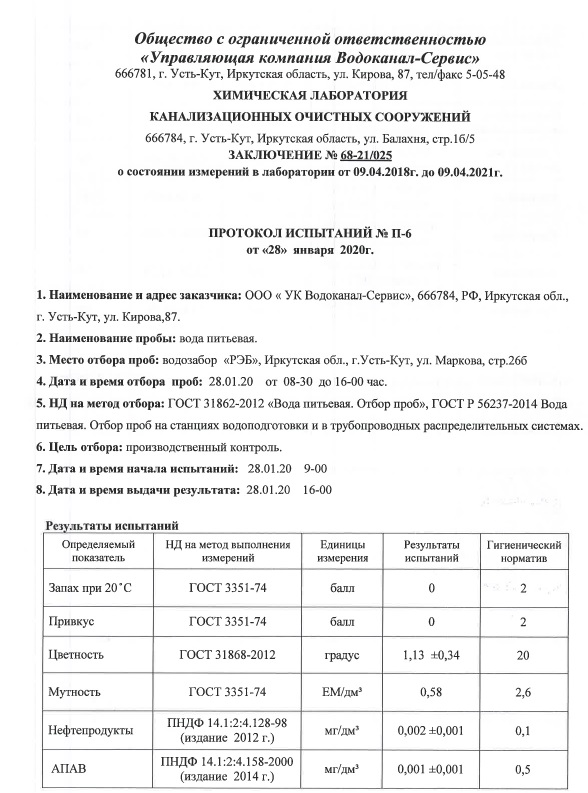 Общество с ограниченной ответственностью
«Управляющая компания Водоканал-Сервис»
666781, г. Усть-Кут, Иркутская область, ул. Кирова, 87, тел/факс 5-05-48
ХИМИЧЕСКАЯ ЛАБОРАТОРИЯ
КАНАЛИЗАЦИОННЫХ ОЧИСТНЫХ СООРУЖЕНИЙ
666784, г. Усть-Кут, Иркутская область, ул. Балахня, стр.1б/5
ЗАКЛЮЧЕНИЕ № 68-21/025
о состоянии измерений в лаборатории от 09.04.2018г. до 09.04.2021г.
ПРОТОКОЛ ИСПЫТАНИЙ № П-6
от «28» января 2020г.
1. Наименование и адрес заказчика: ООО « УК Водоканал-Сервис», 666784, РФ, Иркутская обл.,
г. Усть-Кут, ул. Кирова,87.
2. Наименование пробы: вода питьевая.
3. Место отбора проб: водозабор «РЭБ», Иркутская обл., г.Усть-Кут, ул. Маркова, стр.26б
4. Дата и время отбора проб: 28.01.20 от 08-30 до 16-00 час.
5. НД на метод отбора: ГОСТ 31862-2012 «Вода питьевая. Отбор проб», ГОСТ Р 56237-2014 Вода
питьевая. Отбор проб на станциях водоподготовки и в трубопроводных распределительных системах.
6. Цель отбора: производственный контроль.
7. Дата и время начала испытаний: 28.01.20 9-00
8. Дата и время выдачи результата: 28.01.20 16-00
Результаты испытаний
Определяемый показатель НД на метод выполнения измерений Единицы измерения Результаты испытаний Гигиенический норматив
Запах при 20˚С ГОСТ 3351-74 балл 0 2
Привкус ГОСТ 3351-74 балл 0 2
Цветность ГОСТ 31868-2012 градус 1,13 ±0,34 20
Мутность ГОСТ 3351-74 ЕМ/дм³ 0,58 2,6
Нефтепродукты ПНДФ 14.1:2:4.128-98 (издание 2012 г.) мг/дм³ 0,002 ±0,001 0,1
АПАВ ПНДФ 14.1:2:4.158-2000 (издание 2014 г.) мг/дм³ 0,001 ±0,001 0,5